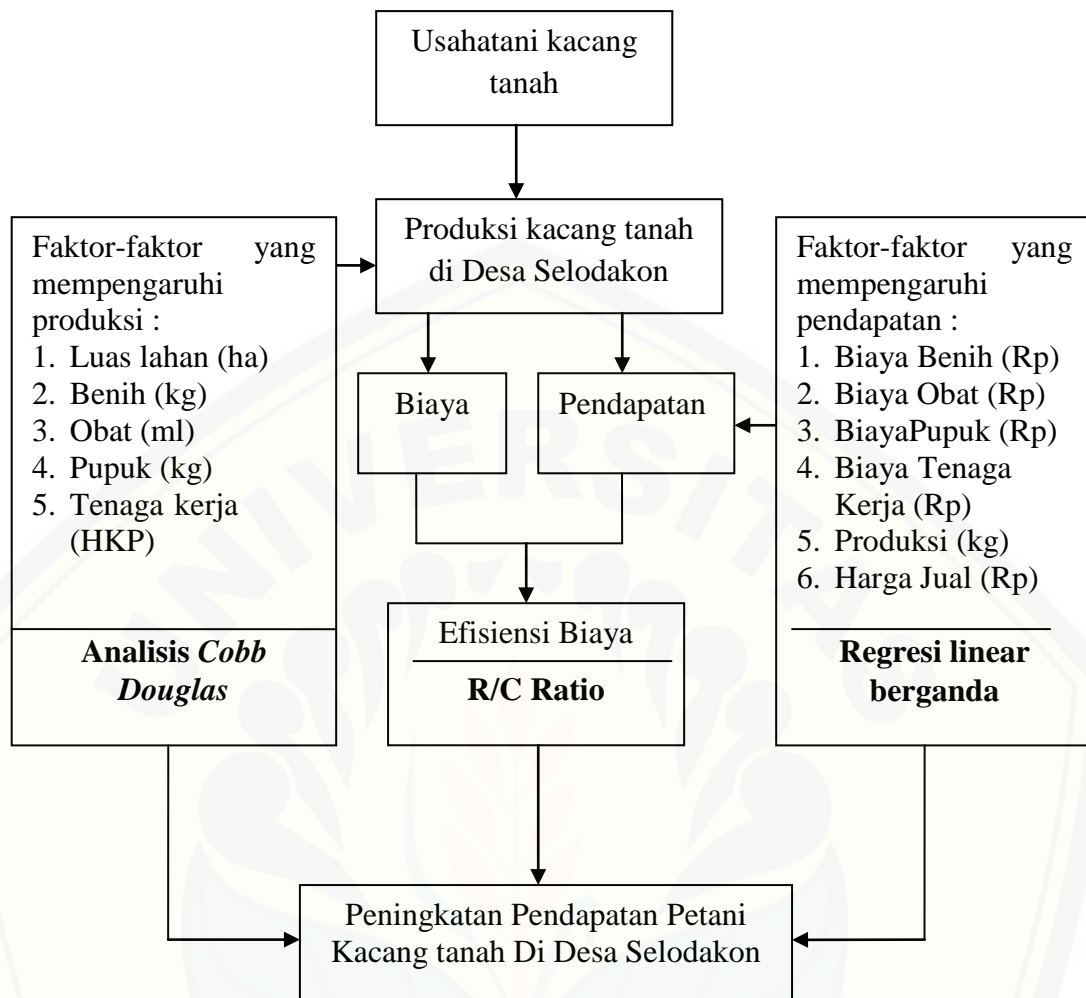 Usahatani kacang
tanah
Produksi kacang tanah
di Desa Selodakon
Faktor-faktor yang
mempengaruhi
produksi :
1. Luas lahan (ha)
2. Benih (kg)
3. Obat (ml)
4. Pupuk (kg)
5. Tenaga kerja
(HKP)
Analisis Cobb
Douglas
Biaya
Pendapatan
Faktor-faktor yang
mempengaruhi
pendapatan :
1. Biaya Benih (Rp)
2. Biaya Obat (Rp)
3. BiayaPupuk (Rp)
4. Biaya Tenaga
Kerja (Rp)
5. Produksi (kg)
6. Harga Jual (Rp)
Regresi linear
berganda
Efisiensi Biaya
R/C Ratio
Peningkatan Pendapatan Petani
Kacang tanah Di Desa Selodakon
UNIVERSITAS